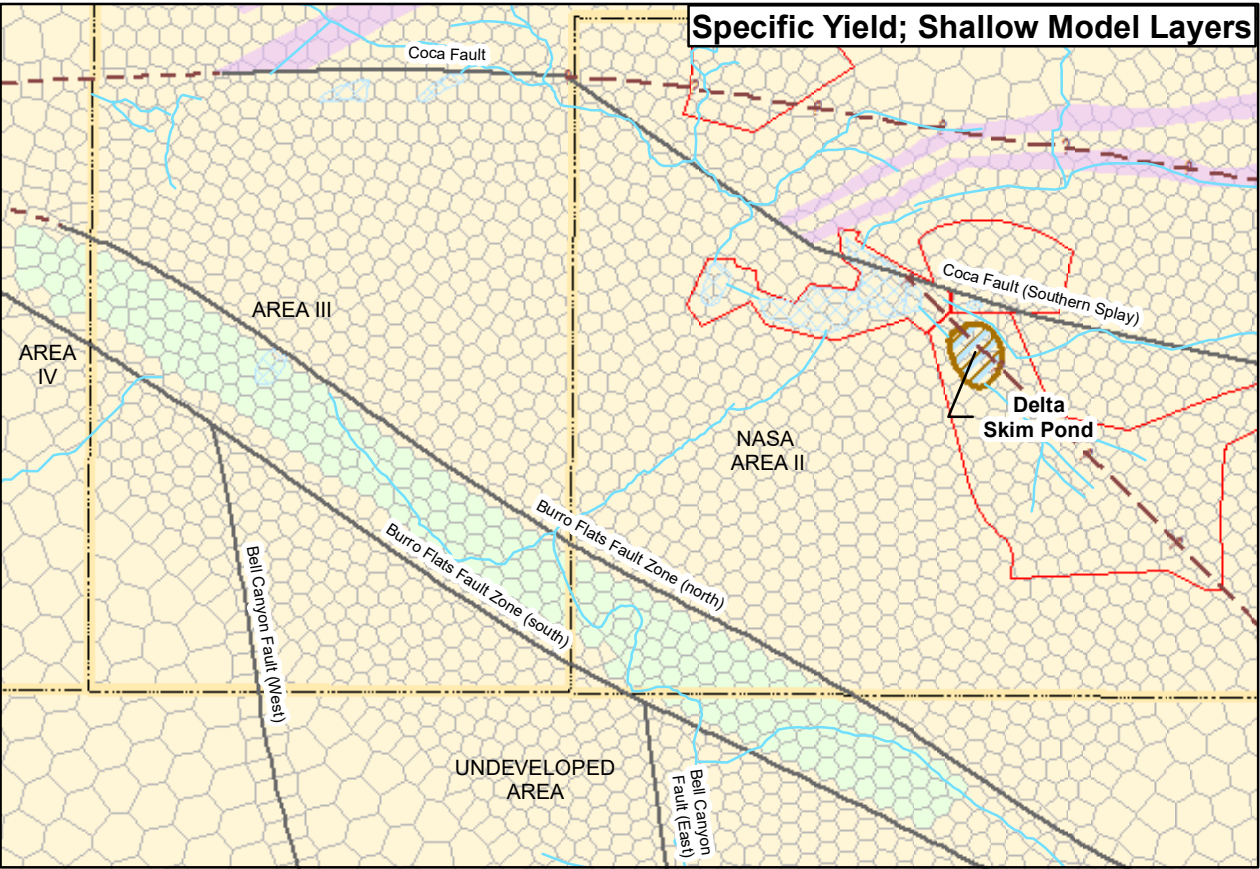 Specific Yield; Shallow Model Layers
Coca Fault
Coca Fault (Southern Splay)
AREA III
AREA
IV
Delta
Skim Pond
NASA
AREA II
Burro Flats Fault Zone (north)
Burro Flats Fault Zone (south)
Bell Canyon Fault (West)
UNDEVELOPED
AREA
Bell Canyon
Fault (East)